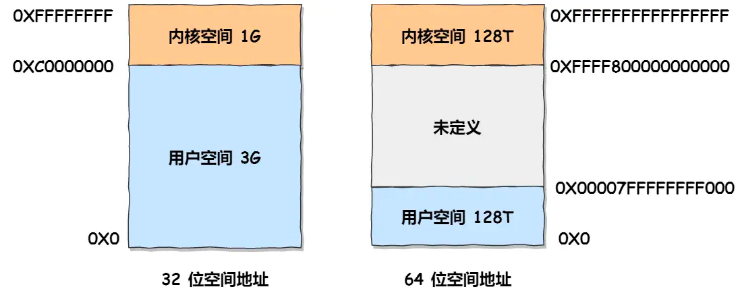 0XFFFFFFFF
内核空间 1G
0XC0000000
用户空间 3G
0X0
32 位空间地址
0XFFFFFFFFFFFFFFFF
内核空间 128T
0XFFFF800000000000
未定义
0X00007FFFFFFFF000
用户空间 128T
0X0
64 位空间地址